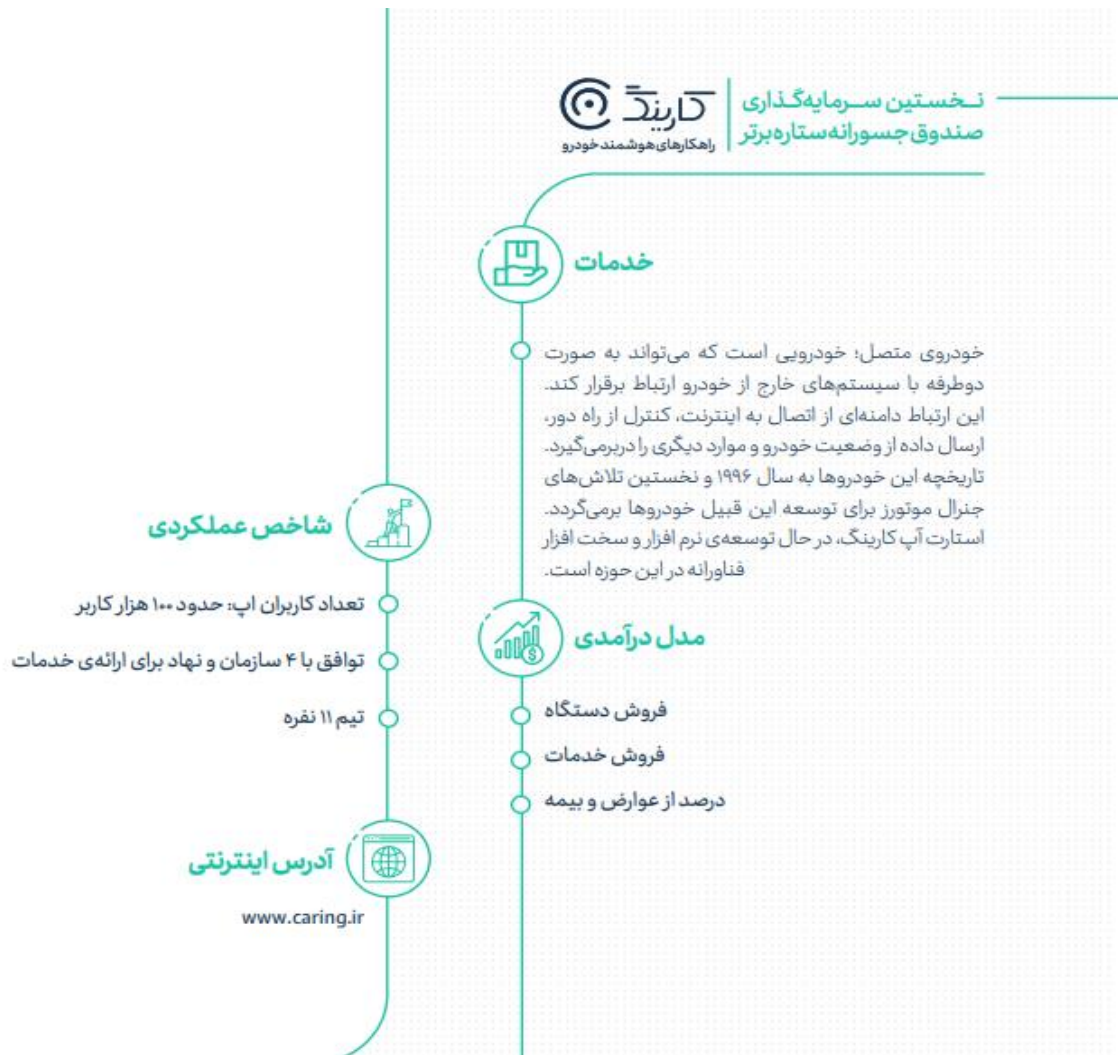 نـخستین ســرمایه‌گـذاری
صندوق جسورانه ستاره برتر
کارینگ
راهکارهای هوشمند خودرو
خدمات
خودروی متصل؛ خودرویی است که می‌تواند به صورت
دوطرفه با سیستم‌های خارج از خودرو ارتباط برقرار کند.
این ارتباط دامنه‌ای از اتصال به اینترنت، کنترل از راه دور،
ارسال داده از وضعیت خودرو و موارد دیگری را دربرمی‌گیرد.
تاریخچه این خودروها به سال ۱۹۹۶ و نخستین تلاش‌های
جنرال موتورز برای توسعه این قبیل خودروها برمی‌گردد.
استارت آپ کارینگ، در حال توسعه‌ی نرم افزار و سخت افزار
فناورانه در این حوزه است.
مدل درآمدی
فروش دستگاه
فروش خدمات
درصد از عوارض و بیمه
شاخص عملکردی
تعداد کاربران اپ: حدود ۱۰۰ هزار کاربر
توافق با ۴ سازمان و نهاد برای ارائه‌ی خدمات
تیم ۱۱ نفره
آدرس اینترنتی
www.caring.ir